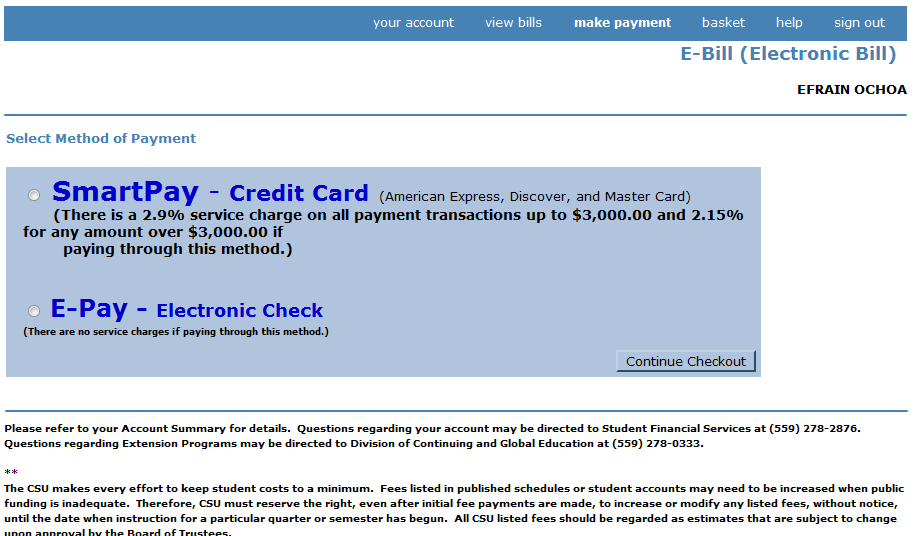 your account view bills make payment basket help sign out
E-Bill (Electronic Bill)
EFRAIN OCHOA
Select Method of Payment
SmartPay - Credit Card (American Express, Discover, and Master Card)
(There is a 2.9% service charge on all payment transactions up to $3,000.00 and 2.15%
for any amount over $3,000.00 if
paying through this method.)
E-Pay - Electronic Check
(There are no service charges if paying through this method.)
Continue Checkout
Please refer to your Account Summary for details. Questions regarding your account may be directed to Student Financial Services at (559) 278-2876.
Questions regarding Extension Programs may be directed to Division of Continuing and Global Education at (559) 278-0333.
**
The CSU makes every effort to keep student costs to a minimum. Fees listed in published schedules or student accounts may need to be increased when public
funding is inadequate. Therefore, CSU must reserve the right, even after initial fee payments are made, to increase or modify any listed fees, without notice,
until the date when instruction for a particular quarter or semester has begun. All CSU listed fees should be regarded as estimates that are subject to change
upon approval by the Board of Trustees.